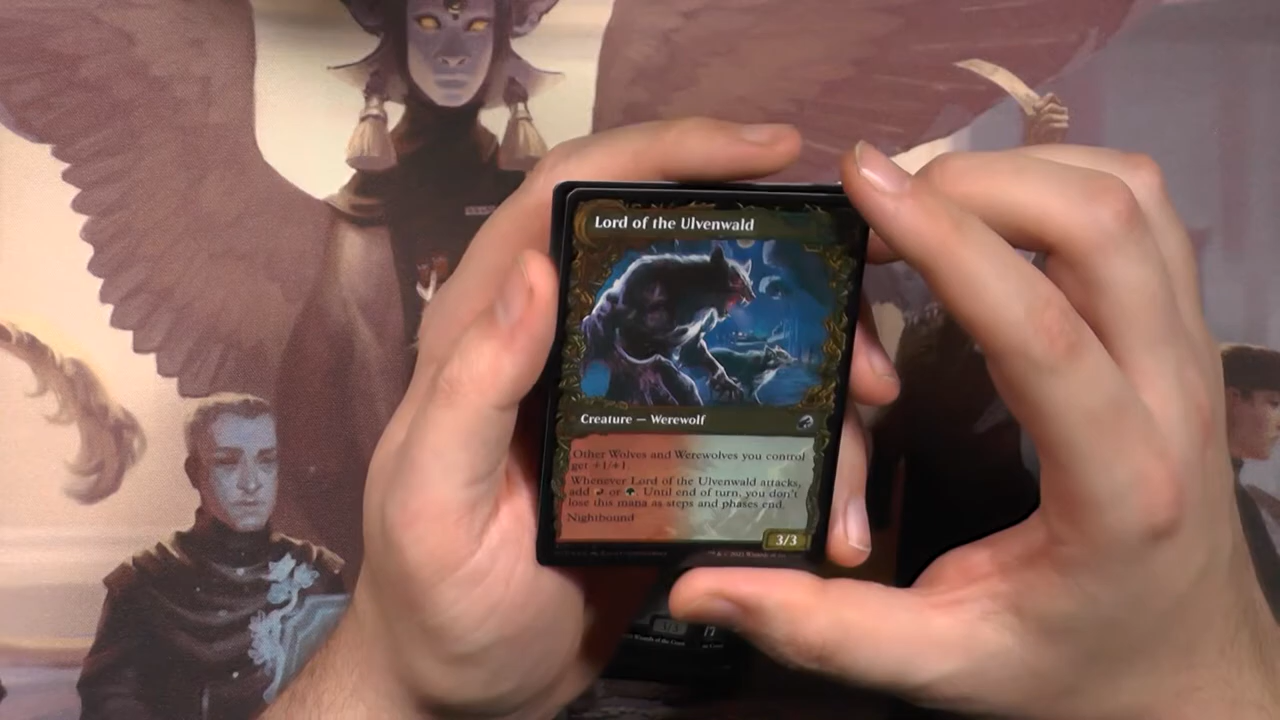 Lord of the Ulvenwald
Creature — Werewolf
Other Wolves and Werewolves you control
get +1/+1.
Whenever Lord of the Ulvenwald attacks,
add or . Until end of turn, you don't
lose this mana as steps and phases end.
Nightbound
3/3